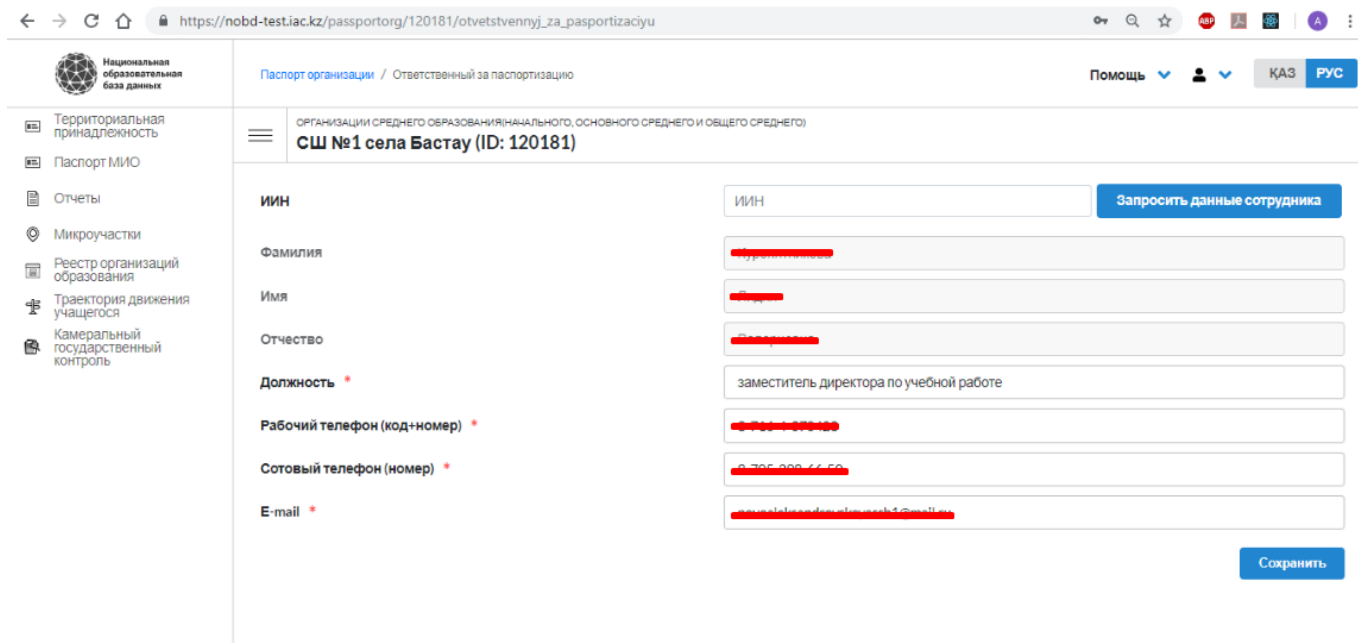 https://nobd-test.iac.kz/passportorg/120181/otvetstvennyj_za_pasportizaciyu
ABP
A
Национальная
образовательная
база данных
Паспорт организации / Ответственный за паспортизацию
Помощь
ҚАЗ
РУС
Территориальная
принадлежность
Паспорт МИО
Отчеты
Микроучастки
Реестр организаций
образования
Траектория движения
учащегося
Камеральный
государственный
контроль
ОРГАНИЗАЦИИ СРЕДНЕГО ОБРАЗОВАНИЯ(НАЧАЛЬНОГО, ОСНОВНОГО СРЕДНЕГО И ОБЩЕГО СРЕДНЕГО)
СШ №1 села Бастау (ID: 120181)
ИИН
ИИН
Запросить данные сотрудника
Фамилия
Имя
Отчество
Должность *
заместитель директора по учебной работе
Рабочий телефон (код+номер) *
Сотовый телефон (номер) *
E-mail *
Сохранить